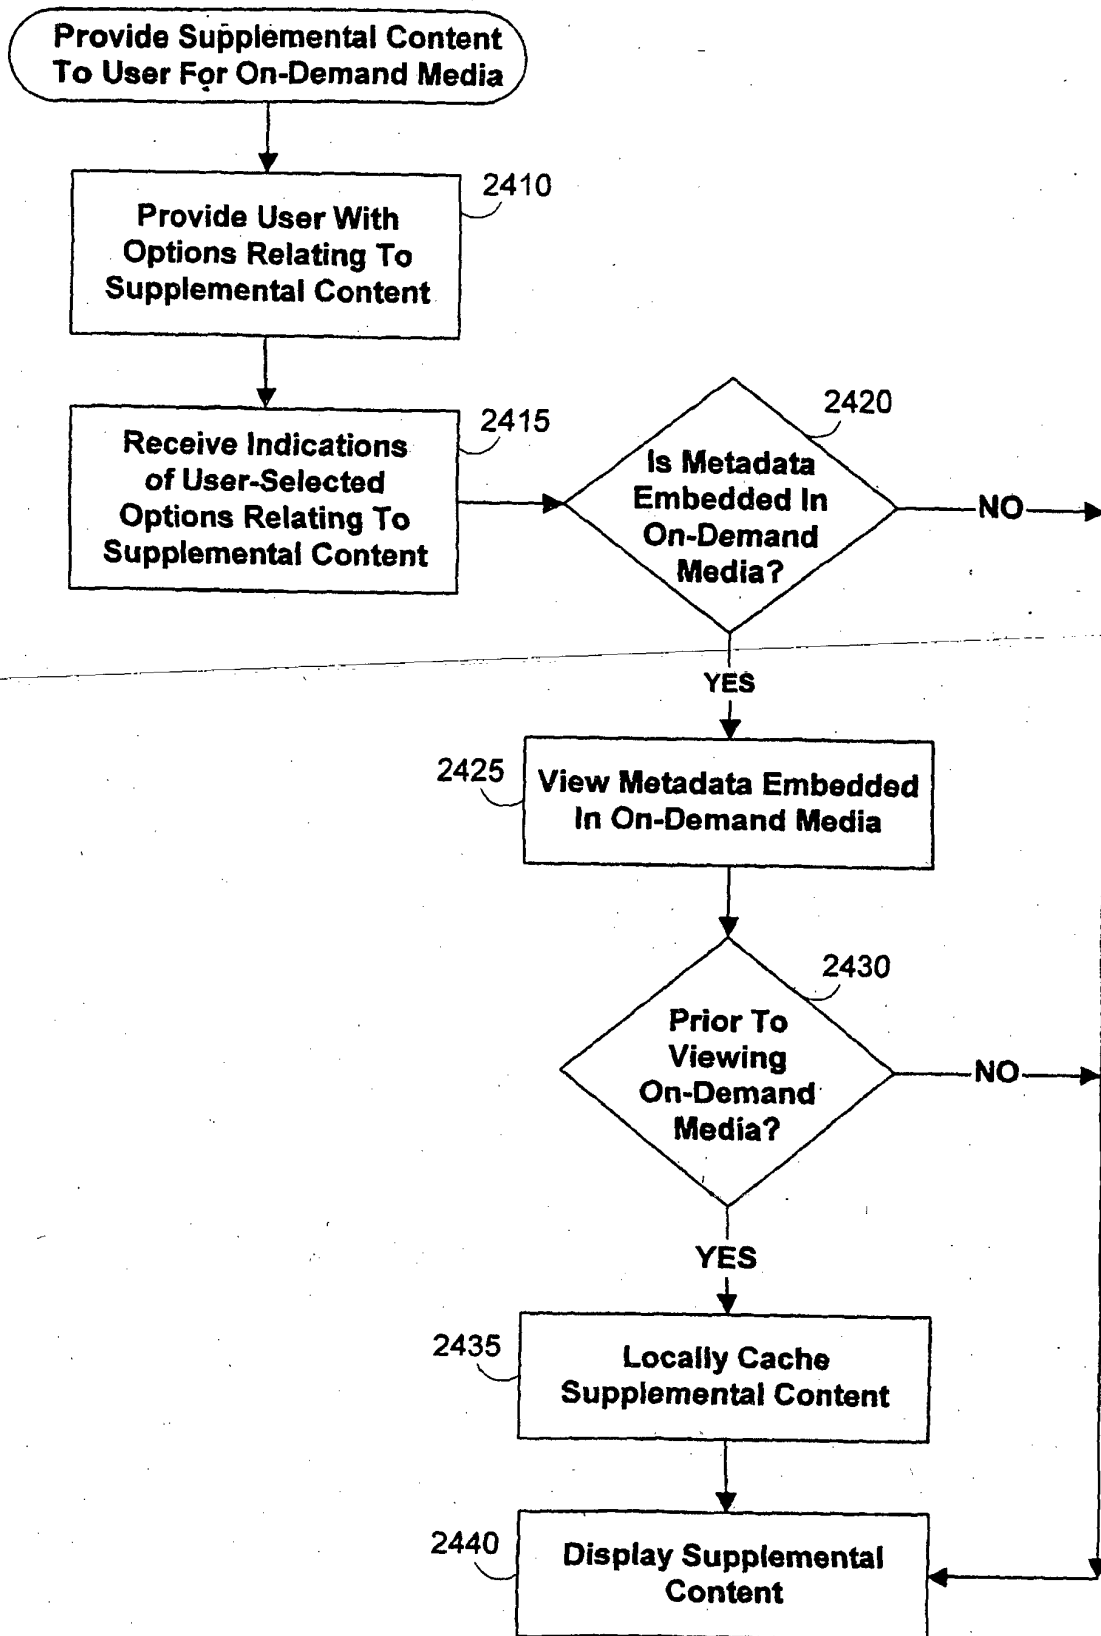 Provide Supplemental Content
To User For On-Demand Media
2410
Provide User With
Options Relating To
Supplemental Content
2415
Receive Indications
of User-Selected
Options Relating To
Supplemental Content
2420
Is Metadata
Embedded In
On-Demand
Media?
NO
YES
2425
View Metadata Embedded
In On-Demand Media
2430
Prior To
Viewing
On-Demand
Media?
NO
YES
2435
Locally Cache
Supplemental Content
2440
Display Supplemental
Content